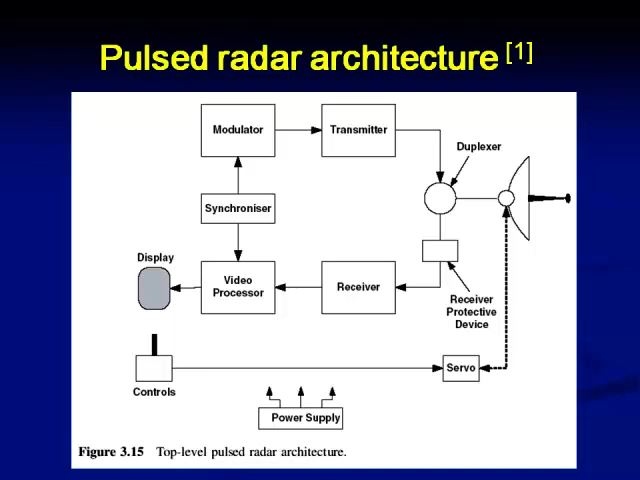 Pulsed radar architecture [1]
Modulator
Transmitter
Duplexer
Synchroniser
Display
Video
Processor
Receiver
Receiver
Protective
Device
Controls
Servo
Power Supply
Figure 3.15 Top-level pulsed radar architecture.